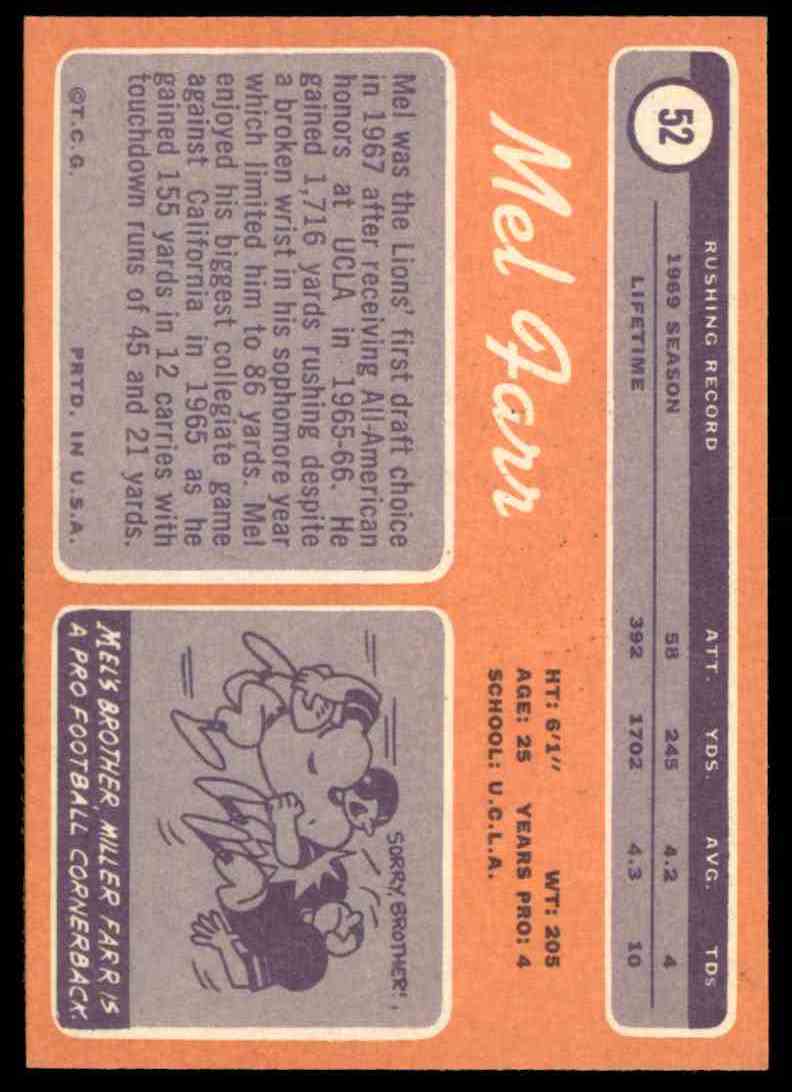 52
RUSHING RECORD ATT. YDS. AVG. TDs
1969 SEASON 58 245 4.2 4
LIFETIME 392 1702 4.3 10
Mel Farr
HT: 6'1" WT: 205
AGE: 25 YEARS PRO: 4
SCHOOL: U.C.L.A.
Mel was the Lions' first draft choice
in 1967 after receiving All-American
honors at UCLA in 1965-66. He
gained 1,716 yards rushing despite
a broken wrist in his sophomore year
which limited him to 86 yards. Mel
enjoyed his biggest collegiate game
against California in 1965 as he
gained 155 yards in 12 carries with
touchdown runs of 45 and 21 yards.
©T.C.G. PRTD. IN U.S.A.
SORRY, BROTHER!
MEL'S BROTHER, MILLER FARR IS
A PRO FOOTBALL CORNERBACK.